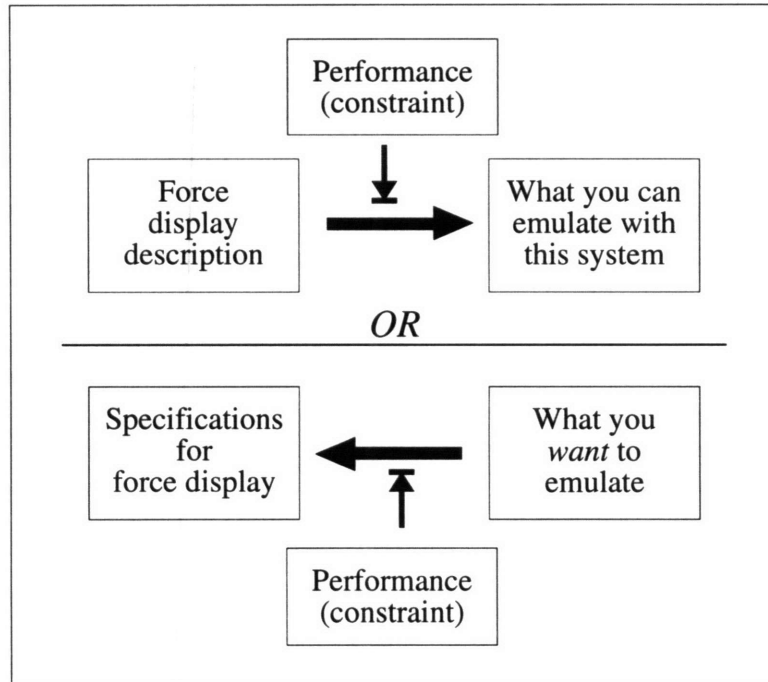 Performance
(constraint)
Force
display
description
What you can
emulate with
this system
OR
Specifications
for
force display
What you
want to
emulate
Performance
(constraint)